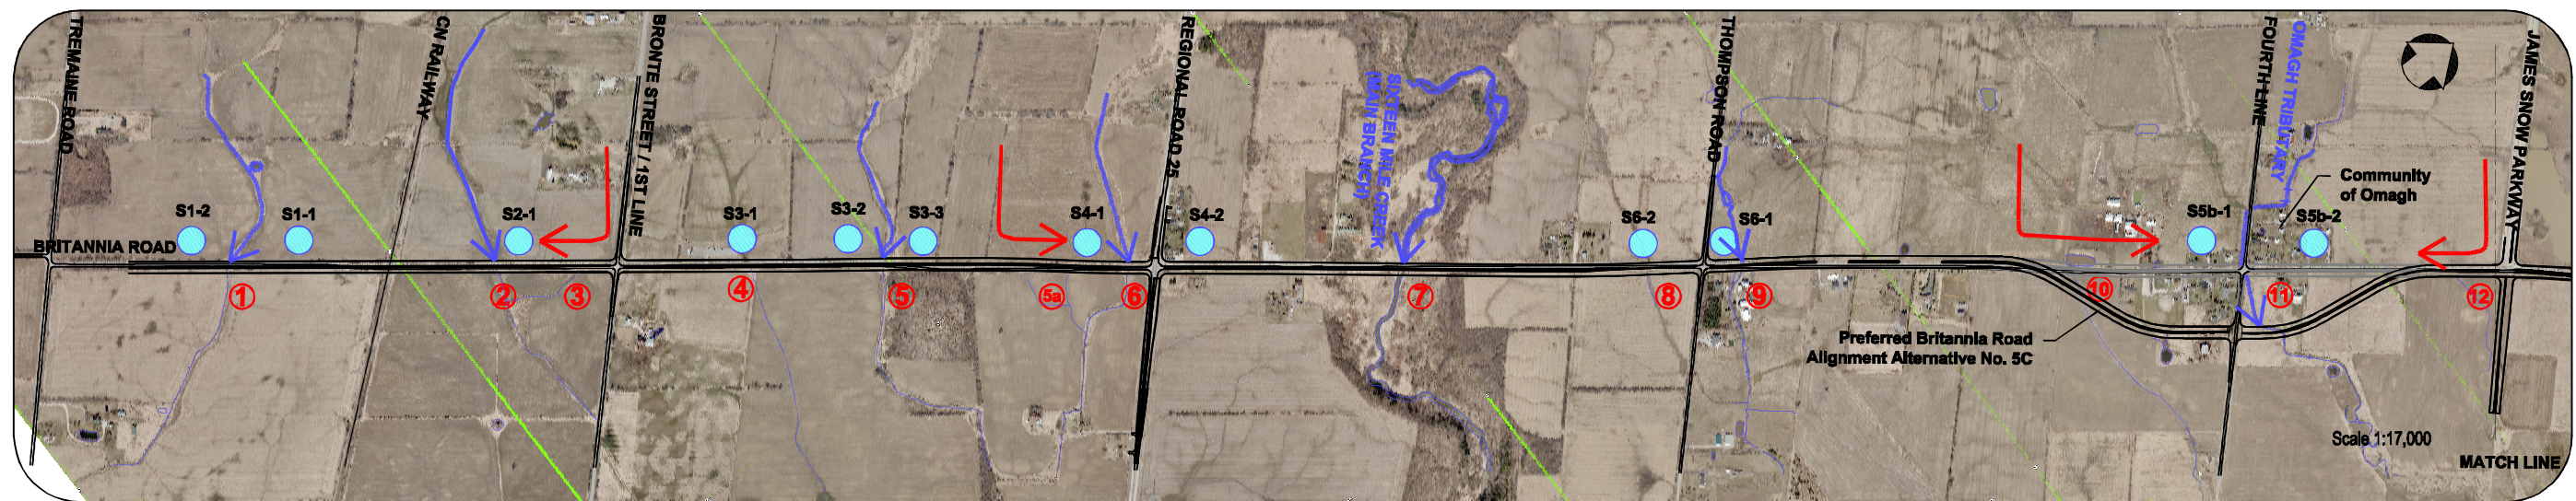 TREMAINE ROAD
CN RAILWAY
BRONTE STREET / 1ST LINE
REGIONAL ROAD 25
SIXTEEN MILE CREEK
(MAIN BRANCH)
THOMPSON ROAD
FOURTH LINE
OMAGH TRIBUTARY
JAMES SNOW PARKWAY
Community
of Omagh
S1-2
S1-1
S2-1
S3-1
S3-2
S3-3
S4-1
S4-2
S6-2
S6-1
S5b-1
S5b-2
BRITANNIA ROAD
1
2
3
4
5
5a
6
7
8
9
10
11
12
Preferred Britannia Road
Alignment Alternative No. 5C
Scale 1:17,000
MATCH LINE